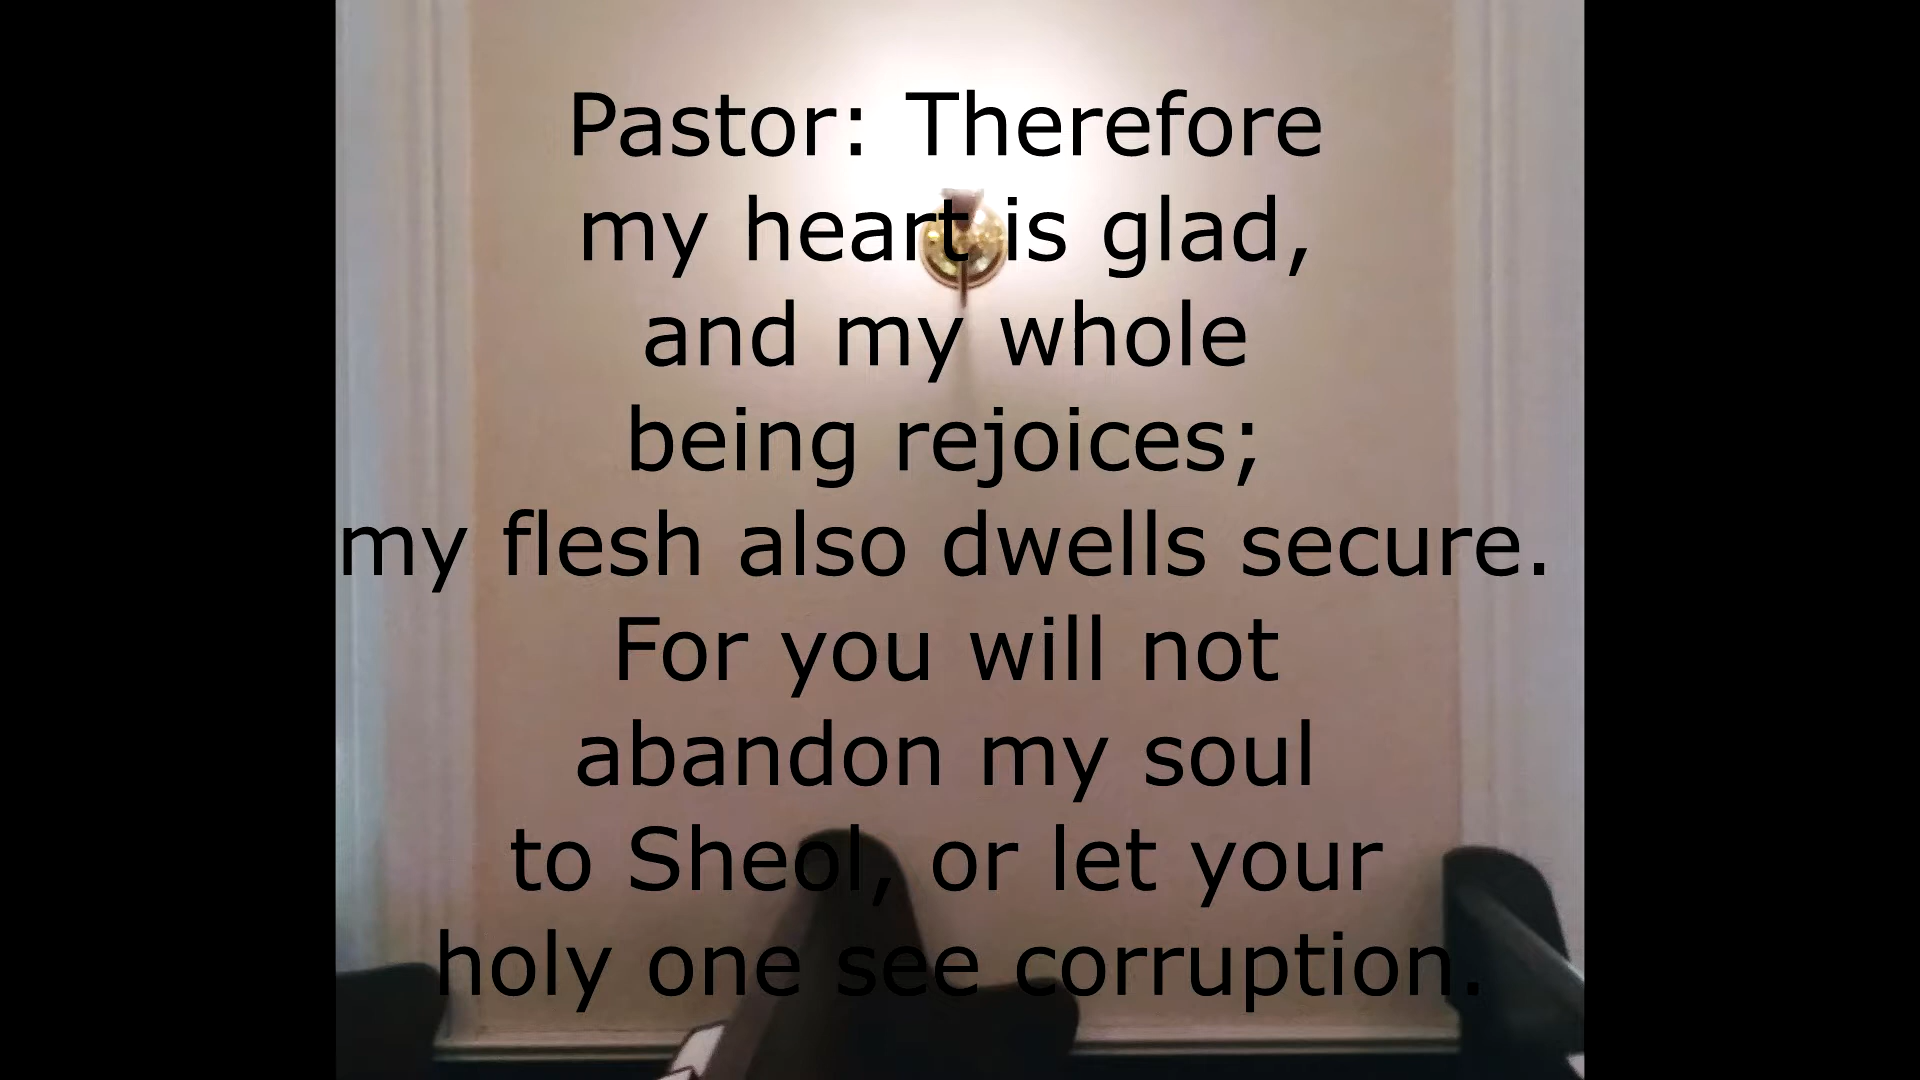 Pastor: Therefore
my heart is glad,
and my whole
being rejoices;
my flesh also dwells secure.
For you will not
abandon my soul
to Sheol, or let your
holy one see corruption.